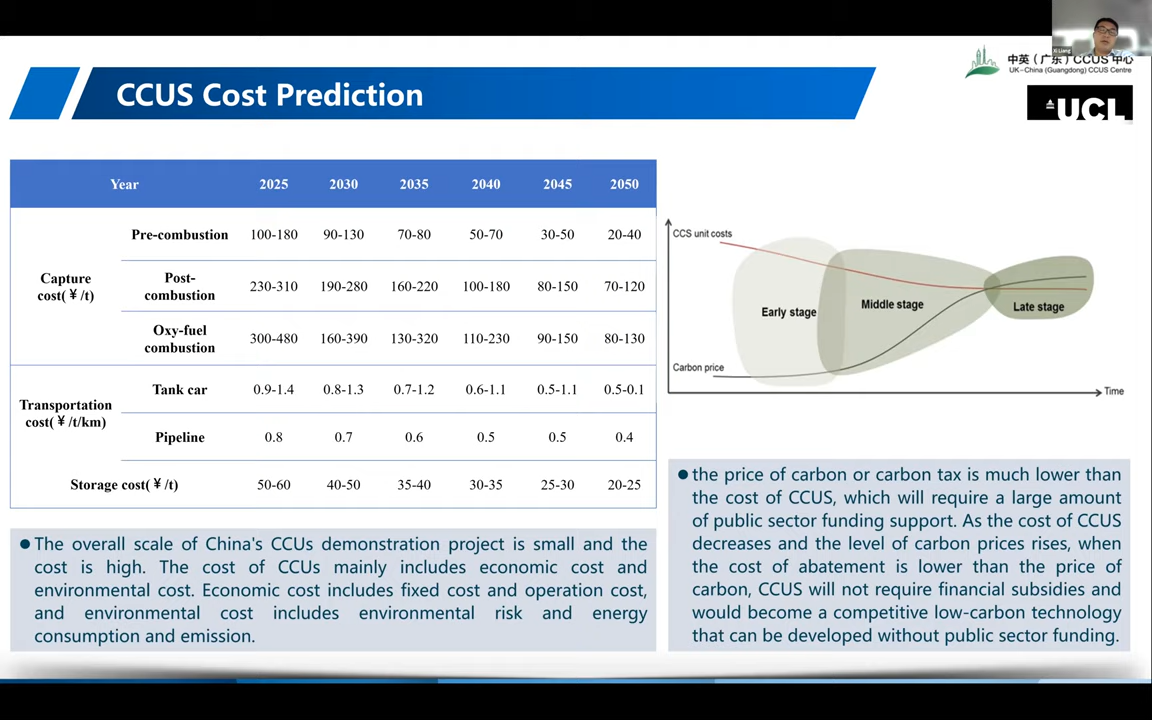 Xi Liang
中英（广东）CCUS 中心
UK-China (Guangdong) CCUS Centre
UCL
CCUS Cost Prediction
Year 2025 2030 2035 2040 2045 2050
Capture cost(￥/t)
Pre-combustion 100-180 90-130 70-80 50-70 30-50 20-40
Post-combustion 230-310 190-280 160-220 100-180 80-150 70-120
Oxy-fuel combustion 300-480 160-390 130-320 110-230 90-150 80-130
Transportation cost(￥/t/km)
Tank car 0.9-1.4 0.8-1.3 0.7-1.2 0.6-1.1 0.5-1.1 0.5-0.1
Pipeline 0.8 0.7 0.6 0.5 0.5 0.4
Storage cost(￥/t) 50-60 40-50 35-40 30-35 25-30 20-25
CCS unit costs
Early stage
Middle stage
Late stage
Carbon price
Time
●The overall scale of China's CCUs demonstration project is small and the
cost is high. The cost of CCUs mainly includes economic cost and
environmental cost. Economic cost includes fixed cost and operation cost,
and environmental cost includes environmental risk and energy
consumption and emission.
●the price of carbon or carbon tax is much lower than
the cost of CCUS, which will require a large amount
of public sector funding support. As the cost of CCUS
decreases and the level of carbon prices rises, when
the cost of abatement is lower than the price of
carbon, CCUS will not require financial subsidies and
would become a competitive low-carbon technology
that can be developed without public sector funding.